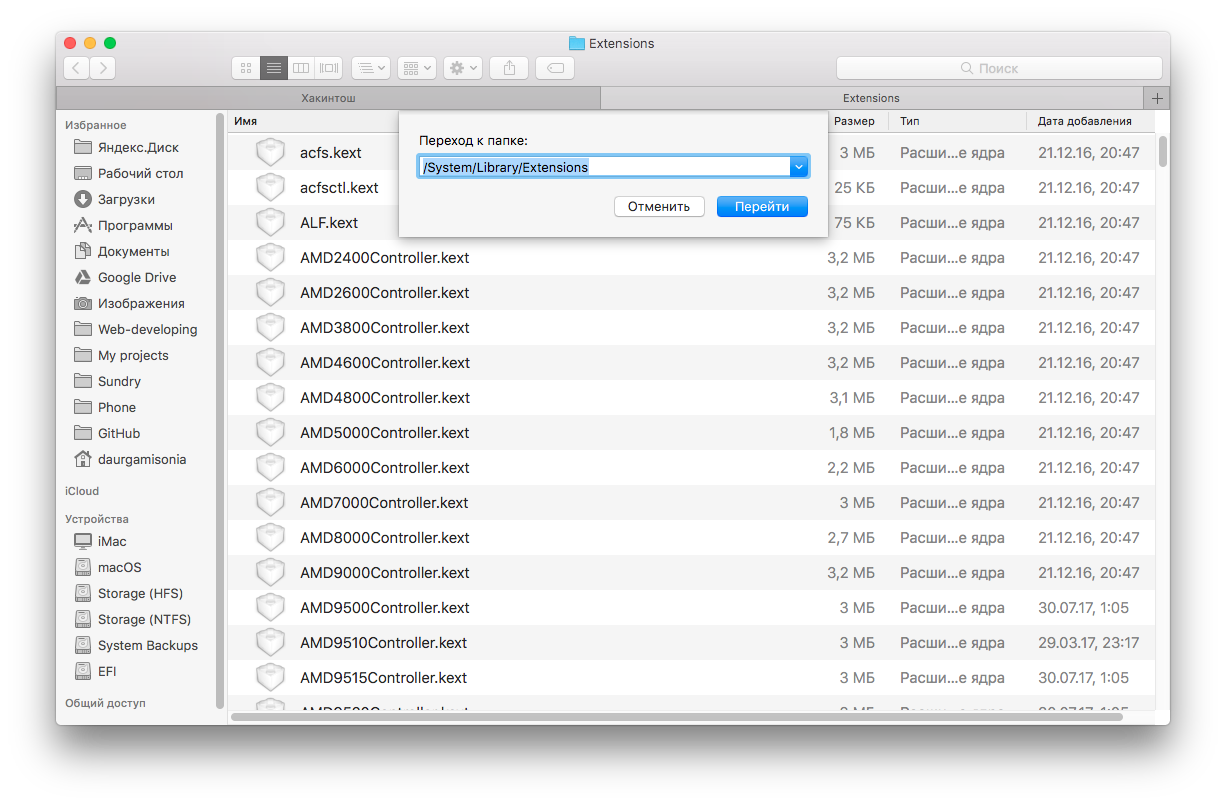 Extensions
Поиск
Хакинтош
Extensions
Избранное
Яндекс.Диск
Рабочий стол
Загрузки
Программы
Документы
Google Drive
Изображения
Web-developing
My projects
Sundry
Phone
GitHub
daurgamisonia
iCloud
Устройства
iMac
macOS
Storage (HFS)
Storage (NTFS)
System Backups
EFI
Общий доступ
Переход к папке:
/System/Library/Extensions
Отменить Перейти
Имя Размер Тип Дата добавления
acfs.kext 3 МБ Расши...е ядра 21.12.16, 20:47
acfsctl.kext 25 КБ Расши...е ядра 21.12.16, 20:47
ALF.kext 75 КБ Расши...е ядра 21.12.16, 20:47
AMD2400Controller.kext 3,2 МБ Расши...е ядра 21.12.16, 20:47
AMD2600Controller.kext 3,2 МБ Расши...е ядра 21.12.16, 20:47
AMD3800Controller.kext 3,2 МБ Расши...е ядра 21.12.16, 20:47
AMD4600Controller.kext 3,2 МБ Расши...е ядра 21.12.16, 20:47
AMD4800Controller.kext 3,1 МБ Расши...е ядра 21.12.16, 20:47
AMD5000Controller.kext 1,8 МБ Расши...е ядра 21.12.16, 20:47
AMD6000Controller.kext 2,2 МБ Расши...е ядра 21.12.16, 20:47
AMD7000Controller.kext 3 МБ Расши...е ядра 21.12.16, 20:47
AMD8000Controller.kext 2,7 МБ Расши...е ядра 21.12.16, 20:47
AMD9000Controller.kext 3,2 МБ Расши...е ядра 21.12.16, 20:47
AMD9500Controller.kext 3 МБ Расши...е ядра 30.07.17, 1:05
AMD9510Controller.kext 3 МБ Расши...е ядра 29.03.17, 23:17
AMD9515Controller.kext 3 МБ Расши...е ядра 30.07.17, 1:05